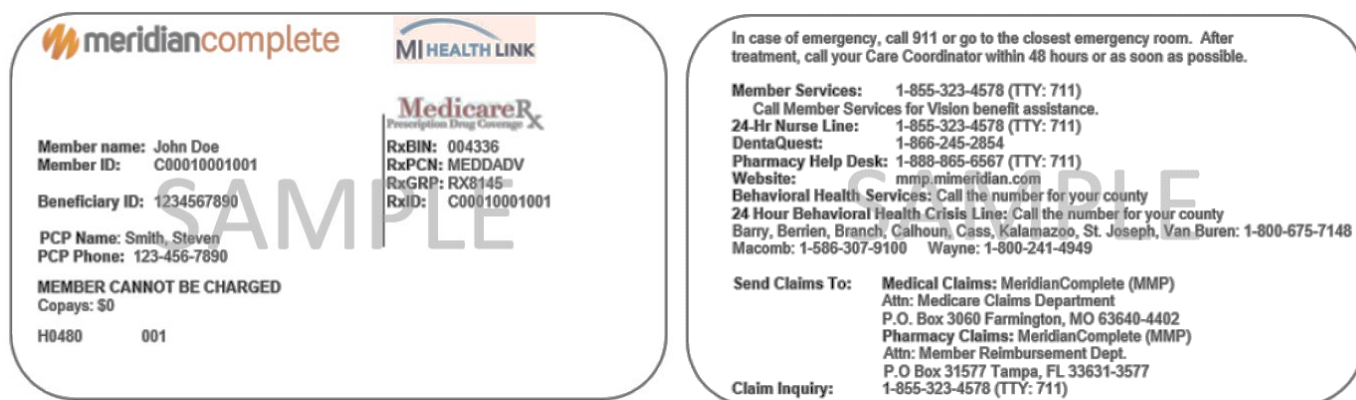 meridiancomplete
MI HEALTH LINK
MedicareRx
Prescription Drug Coverage
Member name: John Doe
Member ID: C00010001001
Beneficiary ID: 1234567890
PCP Name: Smith, Steven
PCP Phone: 123-456-7890
MEMBER CANNOT BE CHARGED
Copays: $0
H0480 001
RxBIN: 004336
RxPCN: MEDDADV
RxGRP: RX8145
RxID: C00010001001
SAMPLE
In case of emergency, call 911 or go to the closest emergency room. After
treatment, call your Care Coordinator within 48 hours or as soon as possible.
Member Services: 1-855-323-4578 (TTY: 711)
Call Member Services for Vision benefit assistance.
24-Hr Nurse Line: 1-855-323-4578 (TTY: 711)
DentaQuest: 1-866-245-2854
Pharmacy Help Desk: 1-888-865-6567 (TTY: 711)
Website: mmp.mimeridian.com
Behavioral Health Services: Call the number for your county
24 Hour Behavioral Health Crisis Line: Call the number for your county
Barry, Berrien, Branch, Calhoun, Cass, Kalamazoo, St. Joseph, Van Buren: 1-800-675-7148
Macomb: 1-586-307-9100 Wayne: 1-800-241-4949
Send Claims To: Medical Claims: MeridianComplete (MMP)
Attn: Medicare Claims Department
P.O. Box 3060 Farmington, MO 63640-4402
Pharmacy Claims: MeridianComplete (MMP)
Attn: Member Reimbursement Dept.
P.O Box 31577 Tampa, FL 33631-3577
Claim Inquiry: 1-855-323-4578 (TTY: 711)
SAMPLE